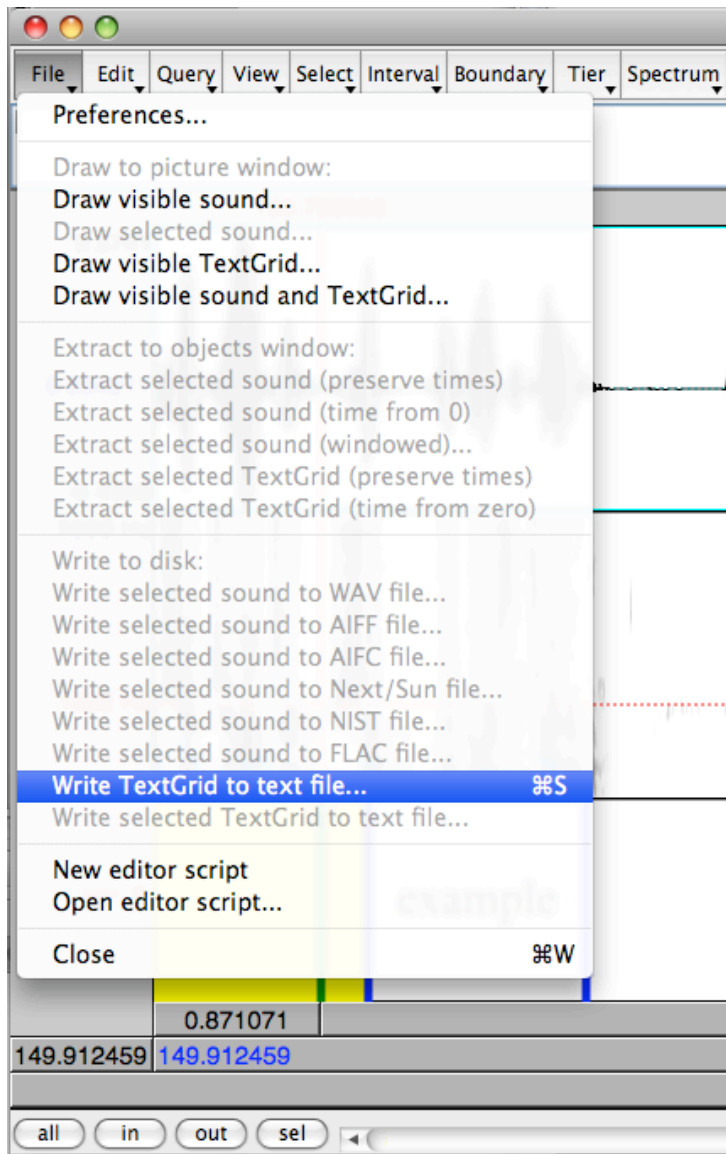 File Edit Query View Select Interval Boundary Tier Spectrum
Preferences...
Draw to picture window:
Draw visible sound...
Draw selected sound...
Draw visible TextGrid...
Draw visible sound and TextGrid...
Extract to objects window:
Extract selected sound (preserve times)
Extract selected sound (time from 0)
Extract selected sound (windowed)...
Extract selected TextGrid (preserve times)
Extract selected TextGrid (time from zero)
Write to disk:
Write selected sound to WAV file...
Write selected sound to AIFF file...
Write selected sound to AIFC file...
Write selected sound to Next/Sun file...
Write selected sound to NIST file...
Write selected sound to FLAC file...
Write TextGrid to text file... ⌘S
Write selected TextGrid to text file...
New editor script
Open editor script...
example
Close ⌘W
0.871071
149.912459 149.912459
all in out sel